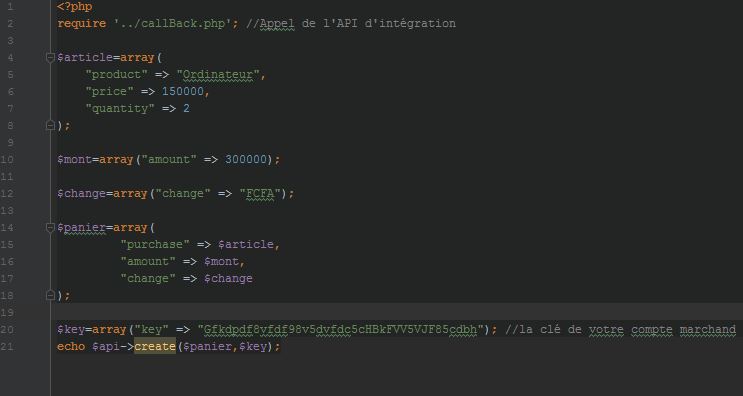 1 <?php
2 require '../callBack.php'; //Appel de l'API d'intégration
3
4 $article=array(
5 "product" => "Ordinateur",
6 "price" => 150000,
7 "quantity" => 2
8 );
9
10 $mont=array("amount" => 300000);
11
12 $change=array("change" => "FCFA");
13
14 $panier=array(
15 "purchase" => $article,
16 "amount" => $mont,
17 "change" => $change
18 );
19
20 $key=array("key" => "Gfkdpdf8vfdf98v5dvfdc5cHBkFVV5VJF85cdbh"); //la clé de votre compte marchand
21 echo $api->create($panier,$key);